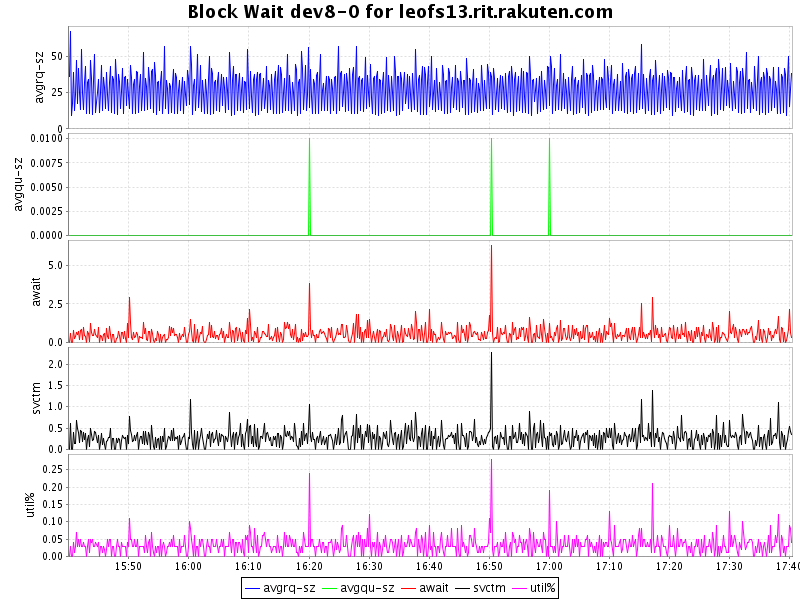 Block Wait dev8-0 for leofs13.rit.rakuten.com
avgrq-sz
50
25
0
avgqu-sz
0.0100
0.0075
0.0050
0.0025
0.0000
await
5.0
2.5
0.0
svctm
2.0
1.5
1.0
0.5
0.0
util%
0.25
0.20
0.15
0.10
0.05
0.00
15:50 16:00 16:10 16:20 16:30 16:40 16:50 17:00 17:10 17:20 17:30 17:40
avgrq-sz avgqu-sz await svctm util%